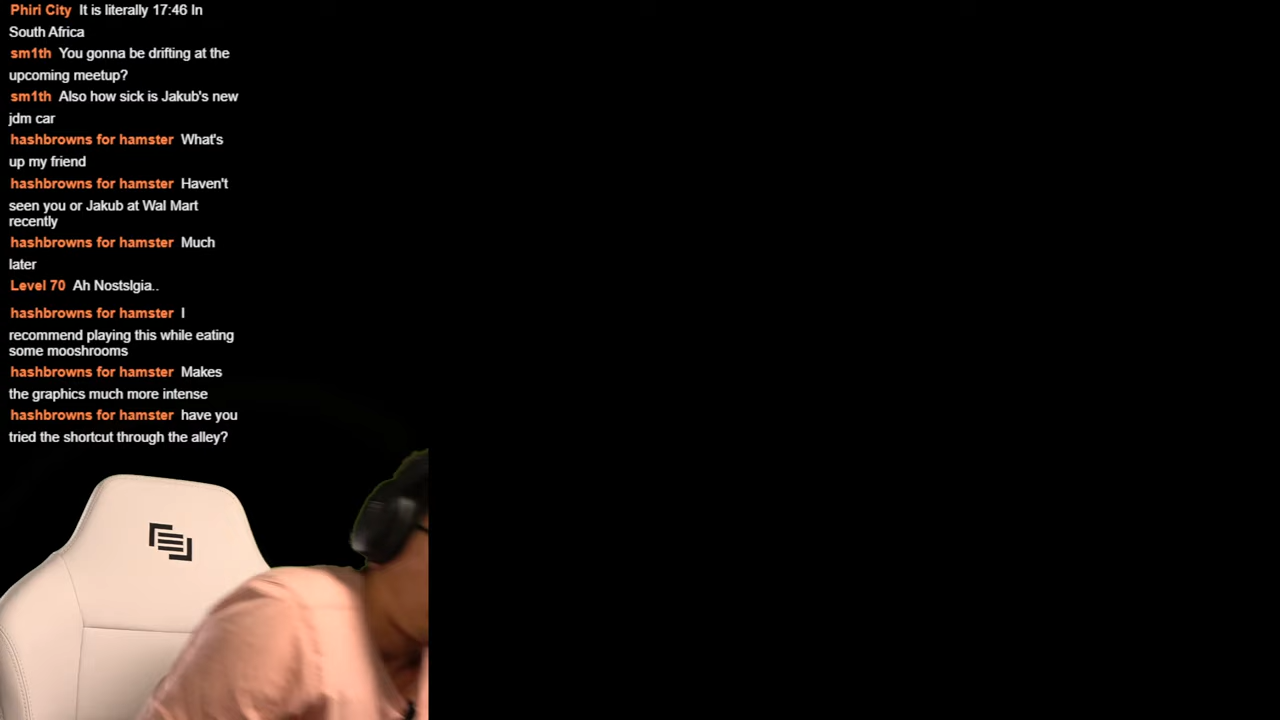 Phiri City It is literally 17:46 In
South Africa
sm1th You gonna be drifting at the
upcoming meetup?
sm1th Also how sick is Jakub's new
jdm car
hashbrowns for hamster What's
up my friend
hashbrowns for hamster Haven't
seen you or Jakub at Wal Mart
recently
hashbrowns for hamster Much
later
Level 70 Ah Nostslgia..
hashbrowns for hamster I
recommend playing this while eating
some mooshrooms
hashbrowns for hamster Makes
the graphics much more intense
hashbrowns for hamster have you
tried the shortcut through the alley?